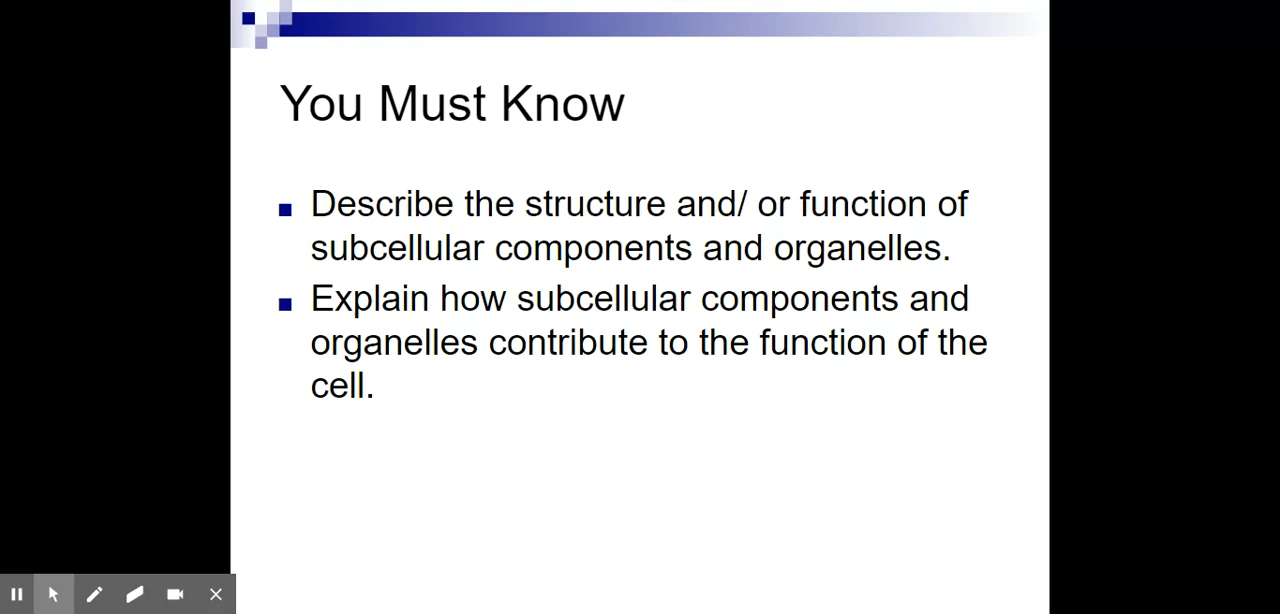 You Must Know
Describe the structure and/ or function of
subcellular components and organelles.
Explain how subcellular components and
organelles contribute to the function of the
cell.